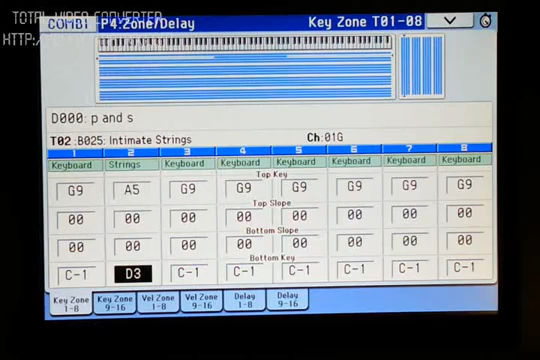 TOTAL VIDEO CONVERTER
COMBI P4:Zone/Delay Key Zone T01-08
D000: p and s
T02 :B025: Intimate Strings Ch:01G
1 2 3 4 5 6 7 8
Keyboard Strings Keyboard Keyboard Keyboard Keyboard Keyboard Keyboard
Top Key
G9 A5 G9 G9 G9 G9 G9 G9
Top Slope
00 00 00 00 00 00 00 00
Bottom Slope
00 00 00 00 00 00 00 00
Bottom Key
C-1 D3 C-1 C-1 C-1 C-1 C-1 C-1
Key Zone 1-8 Key Zone 9-16 Vel Zone 1-8 Vel Zone 9-16 Delay 1-8 Delay 9-16